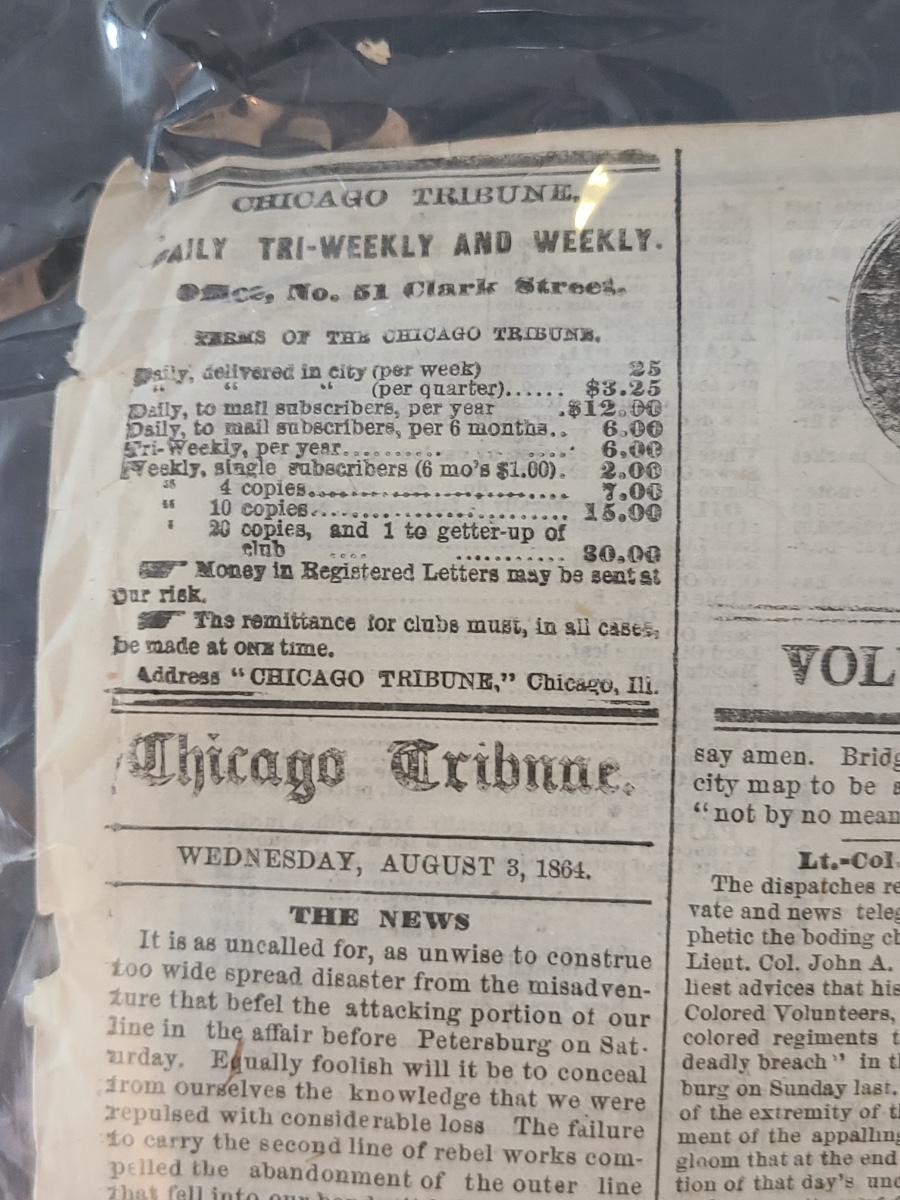 CHICAGO TRIBUNE.
DAILY TRI-WEEKLY AND WEEKLY.
Office, No. 51 Clark Street.
TERMS OF THE CHICAGO TRIBUNE.
Daily, delivered in city (per week) 25
" " " (per quarter)...... $3.25
Daily, to mail subscribers, per year .$12.00
Daily, to mail subscribers, per 6 months.. 6.00
Tri-Weekly, per year.......... ..... 6.00
Weekly, single subscribers (6 mo's $1.00). 2.00
" 4 copies............................ 7.00
" 10 copies............................ 15.00
" 20 copies, and 1 to getter-up of
club .... ........... 30.00
☞ Money in Registered Letters may be sent at
our risk.
☞ The remittance for clubs must, in all cases,
be made at ONE time.
Address "CHICAGO TRIBUNE," Chicago, Ill.
Chicago Tribune.
WEDNESDAY, AUGUST 3, 1864.
THE NEWS
It is as uncalled for, as unwise to construe
too wide spread disaster from the misadven-
ture that befel the attacking portion of our
line in the affair before Petersburg on Sat-
urday. Equally foolish will it be to conceal
from ourselves the knowledge that we were
repulsed with considerable loss The failure
to carry the second line of rebel works com-
pelled the abandonment of the outer line
that fell into our
VOL
say amen. Bridg
city map to be
"not by no mean
Lt.-Col.
The dispatches re
vate and news teleg
phetic the boding ch
Lieut. Col. John A.
liest advices that his
Colored Volunteers,
colored regiments t
deadly breach" in th
burg on Sunday last.
of the extremity of th
ment of the appalling
gloom that at the end
tion of that day's und